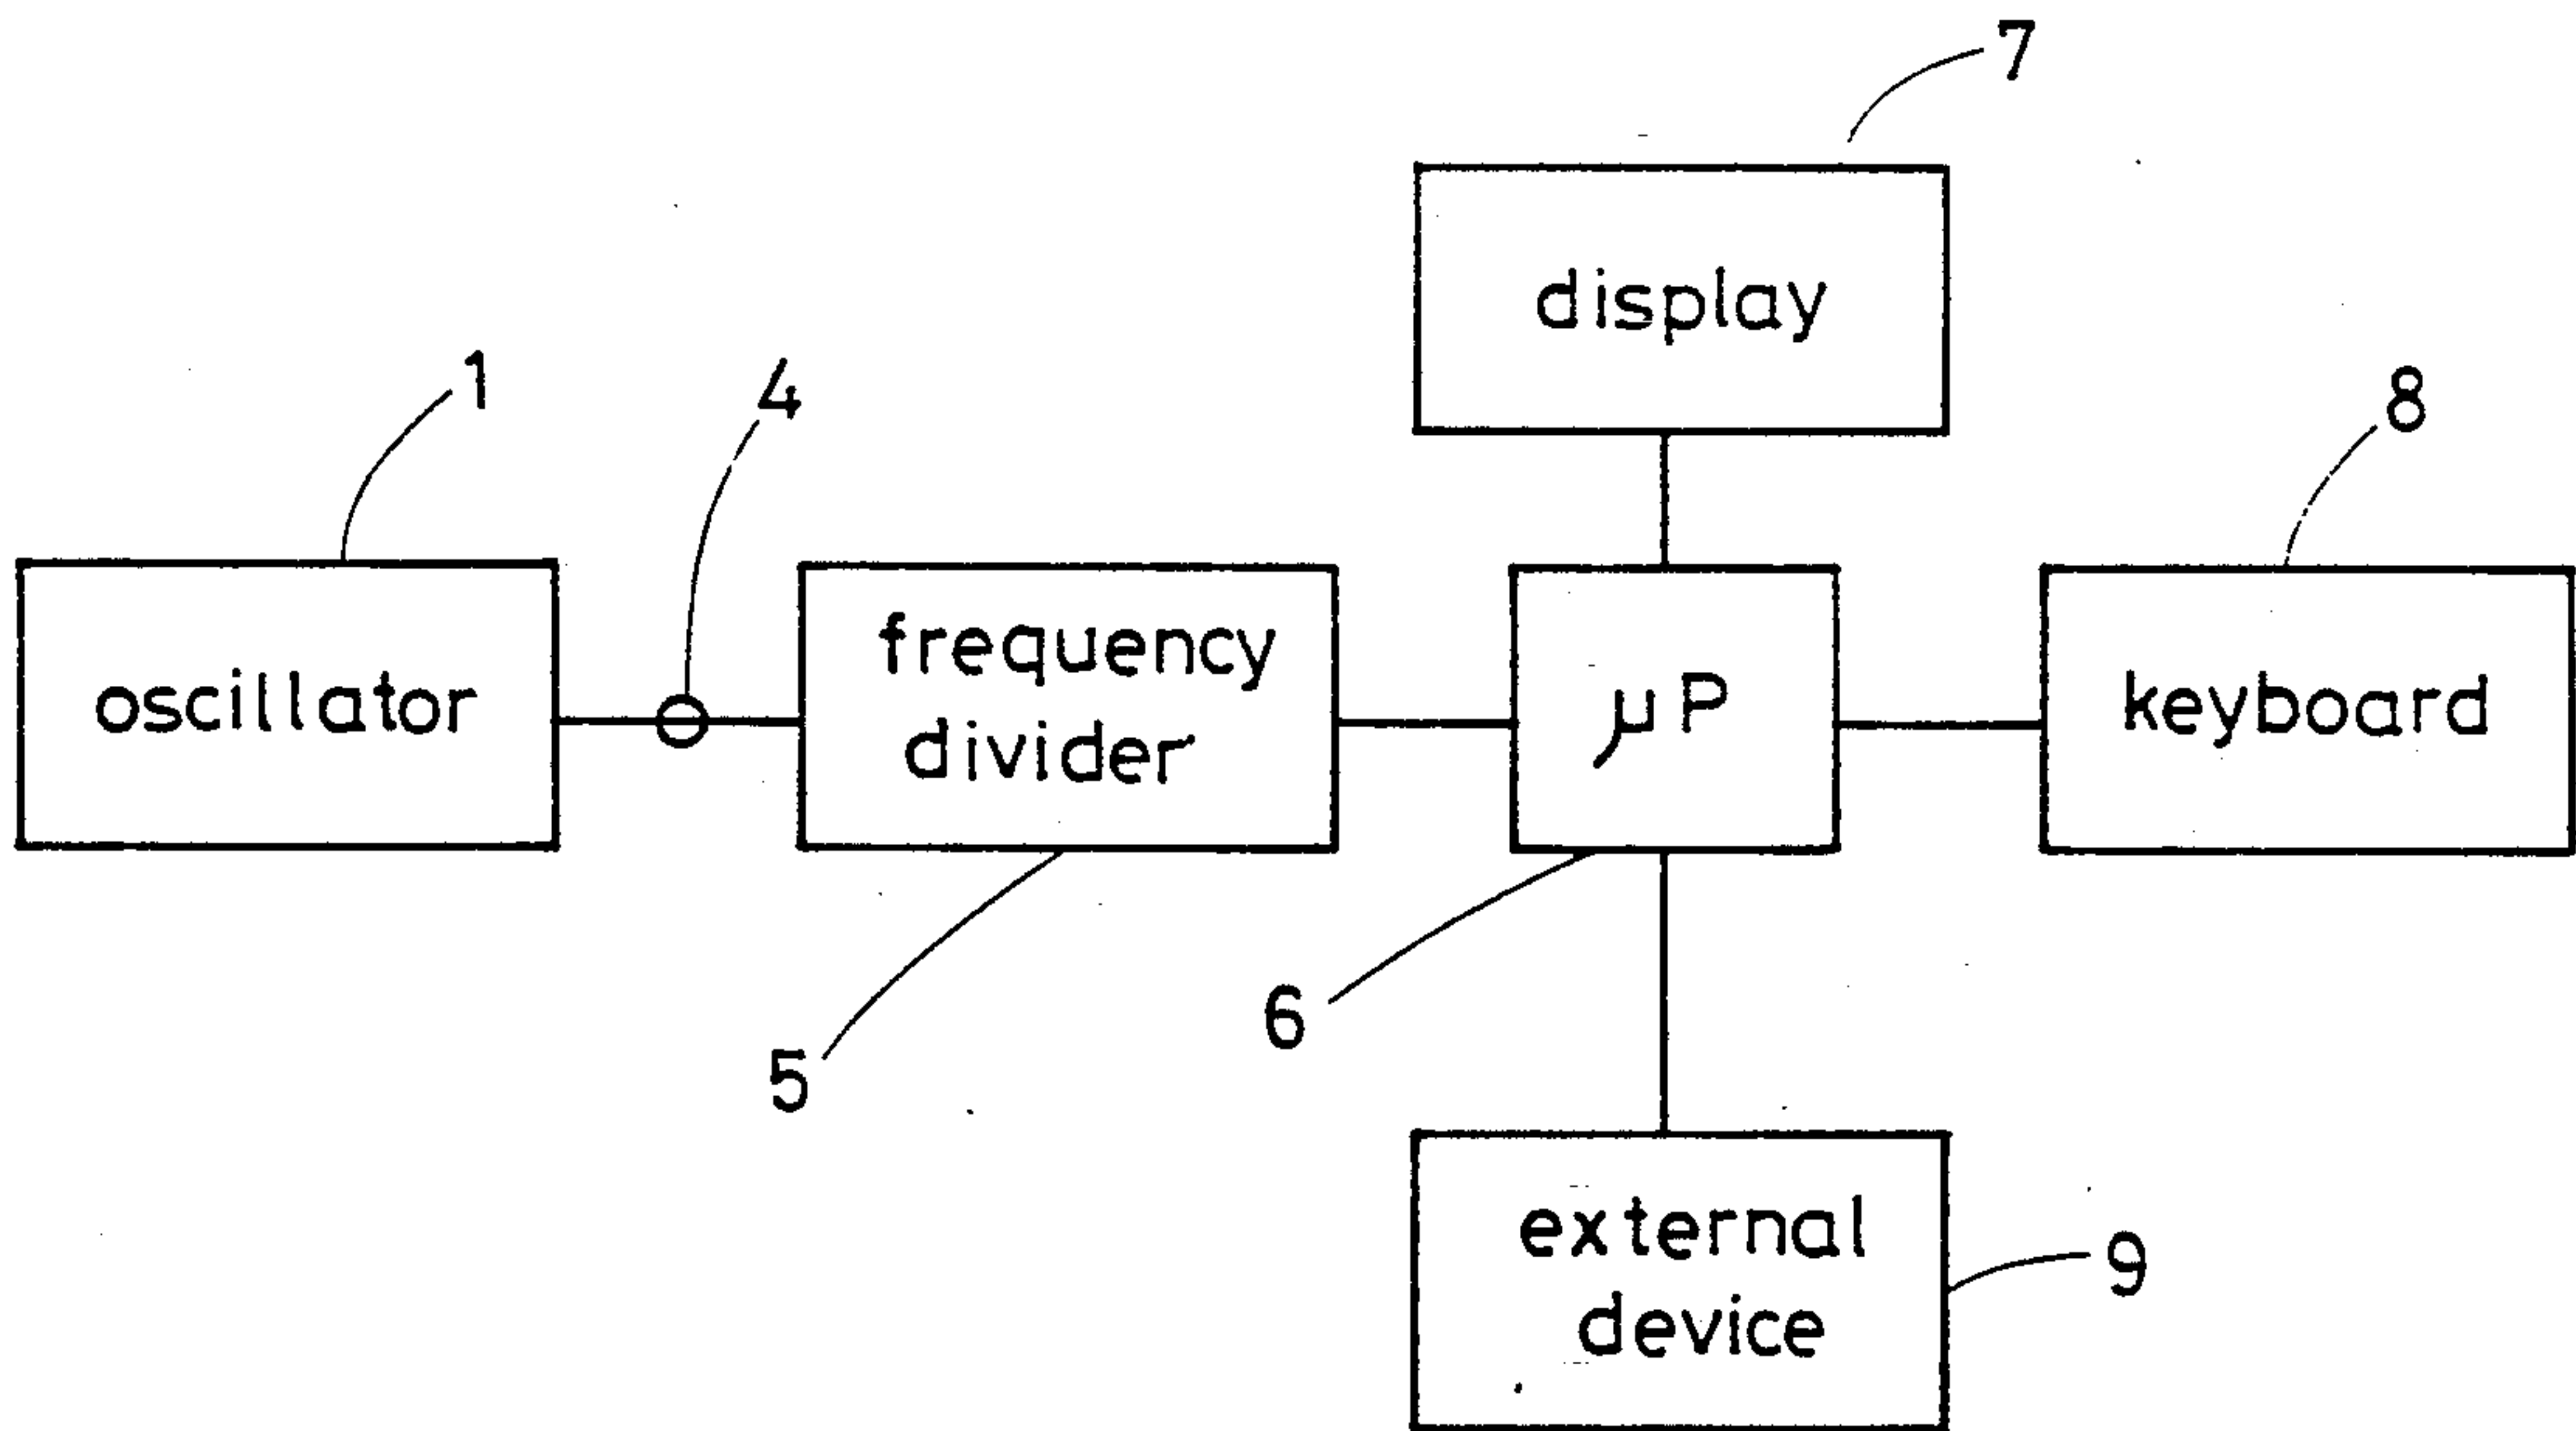 7
display
1
4
8
oscillator
frequency
divider
μP
keyboard
5
6
external
device
9